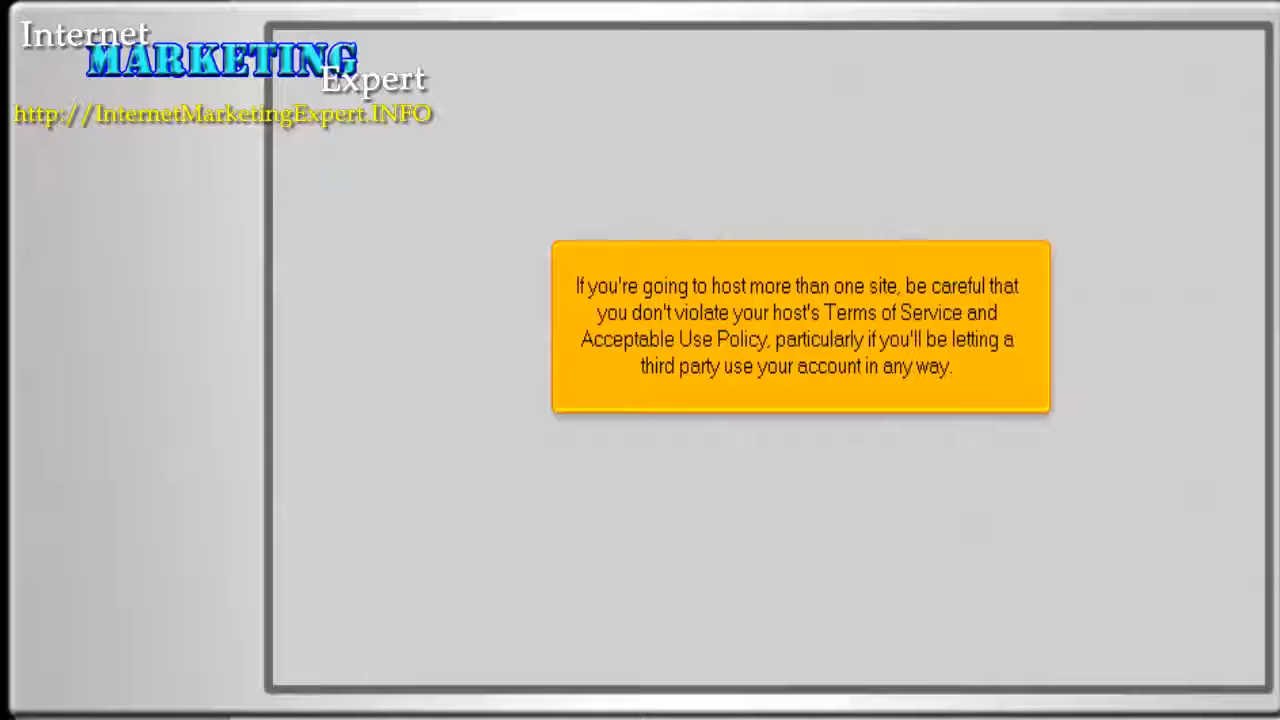 Internet
MARKETING
Expert
http://InternetMarketingExpert.INFO
If you're going to host more than one site, be careful that
you don't violate your host's Terms of Service and
Acceptable Use Policy, particularly if you'll be letting a
third party use your account in any way.